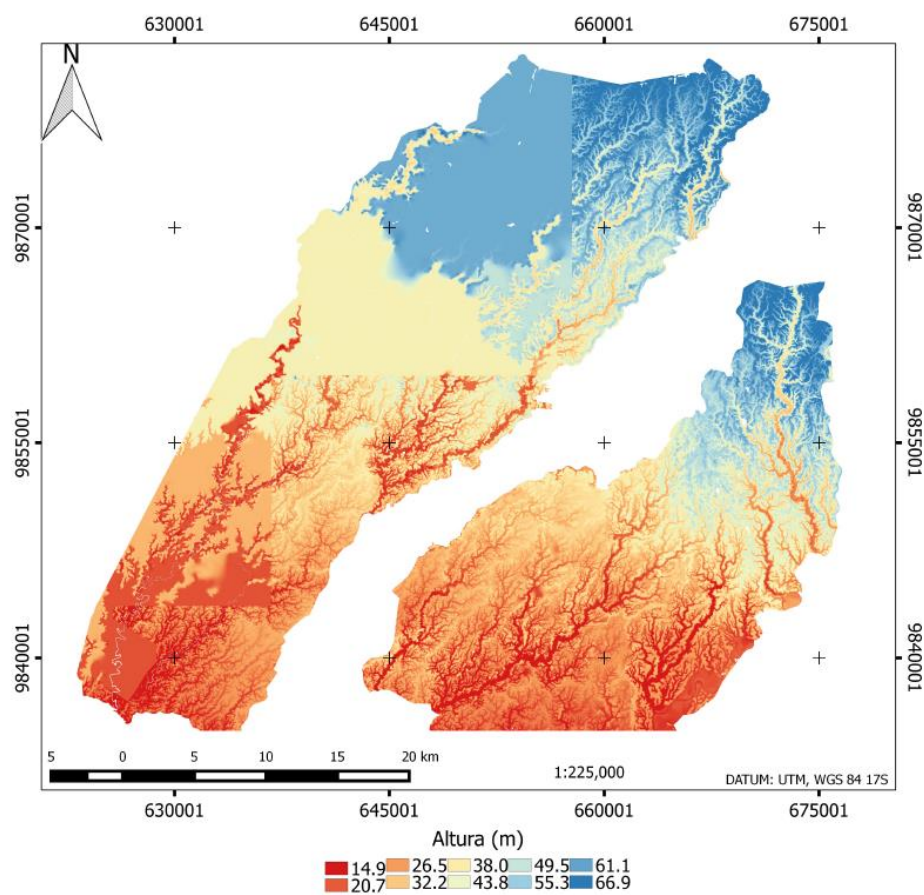 630001 645001 660001 675001
N
9870001 9870001
9855001 9855001
9840001 9840001
5 0 5 10 15 20 km
1:225,000
DATUM: UTM, WGS 84 17S
630001 645001 660001 675001
Altura (m)
14.9 26.5 38.0 49.5 61.1
20.7 32.2 43.8 55.3 66.9